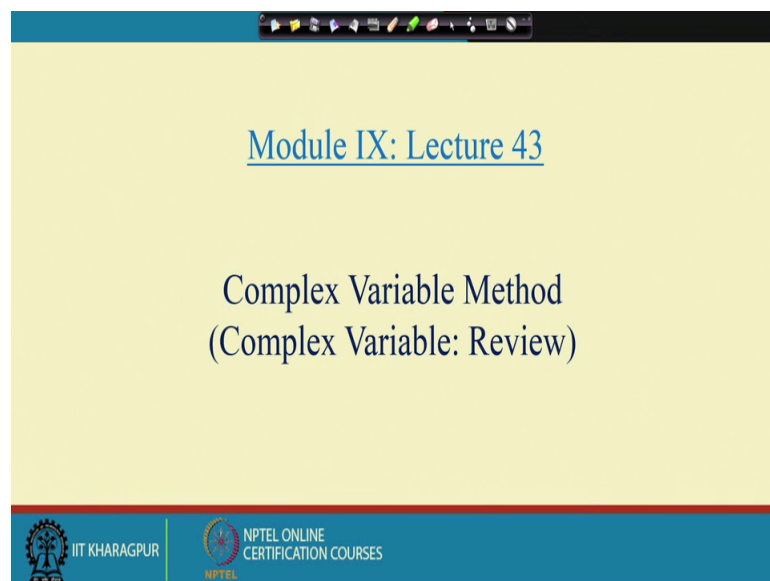 Module IX: Lecture 43
Complex Variable Method
(Complex Variable: Review)
IIT KHARAGPUR
NPTEL
NPTEL ONLINE
CERTIFICATION COURSES